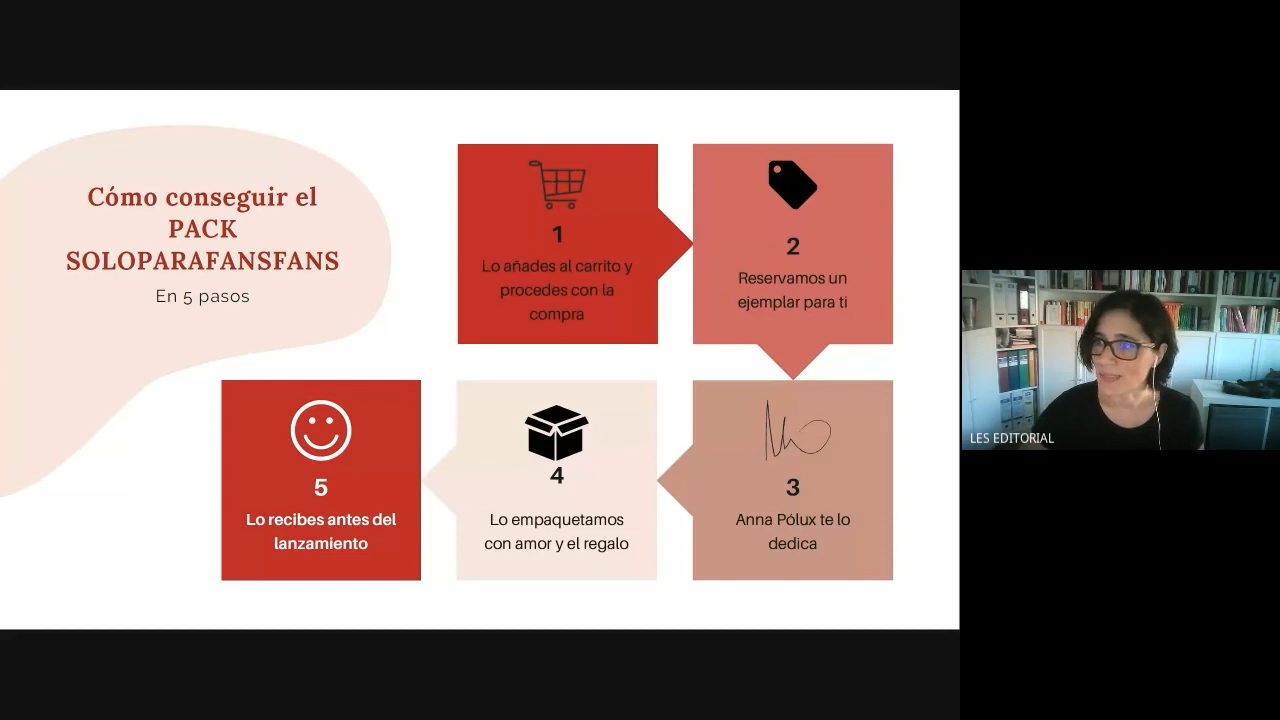 Cómo conseguir el
PACK
SOLOPARAFANSFANS
En 5 pasos
1
Lo añades al carrito y
procedes con la
compra
2
Reservamos un
ejemplar para ti
3
Anna Pólux te lo
dedica
4
Lo empaquetamos
con amor y el regalo
5
Lo recibes antes del
lanzamiento
LES EDITORIAL